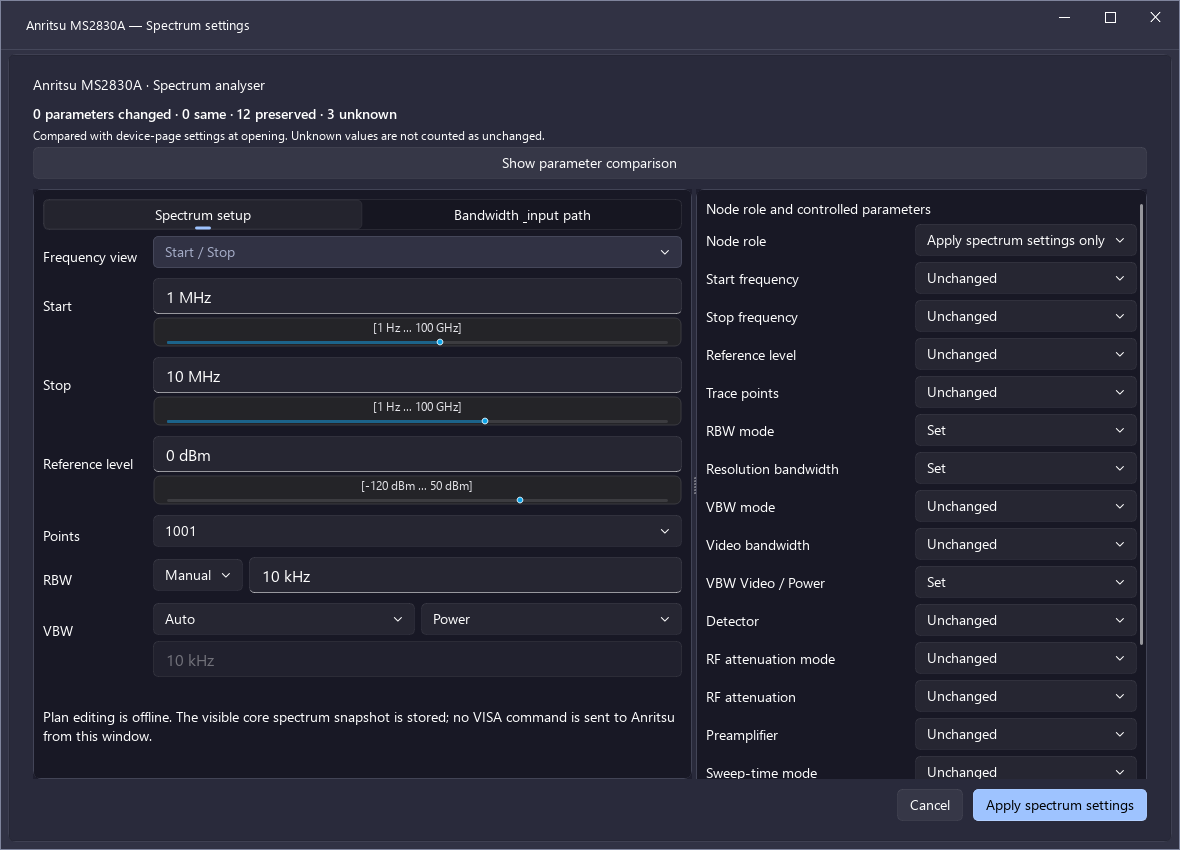 Anritsu MS2830A — Spectrum settings
Anritsu MS2830A · Spectrum analyser
0 parameters changed · 0 same · 12 preserved · 3 unknown
Compared with device-page settings at opening. Unknown values are not counted as unchanged.
Show parameter comparison
Spectrum setup
Bandwidth _input path
Frequency view
Start / Stop
Start
1 MHz
[1 Hz ... 100 GHz]
Stop
10 MHz
[1 Hz ... 100 GHz]
Reference level
0 dBm
[-120 dBm ... 50 dBm]
Points
1001
RBW
Manual
10 kHz
VBW
Auto
Power
10 kHz
Plan editing is offline. The visible core spectrum snapshot is stored; no VISA command is sent to Anritsu
from this window.
Node role and controlled parameters
Node role
Apply spectrum settings only
Start frequency
Unchanged
Stop frequency
Unchanged
Reference level
Unchanged
Trace points
Unchanged
RBW mode
Set
Resolution bandwidth
Set
VBW mode
Unchanged
Video bandwidth
Unchanged
VBW Video / Power
Set
Detector
Unchanged
RF attenuation mode
Unchanged
RF attenuation
Unchanged
Preamplifier
Unchanged
Sweep-time mode
Unchanged
Cancel
Apply spectrum settings